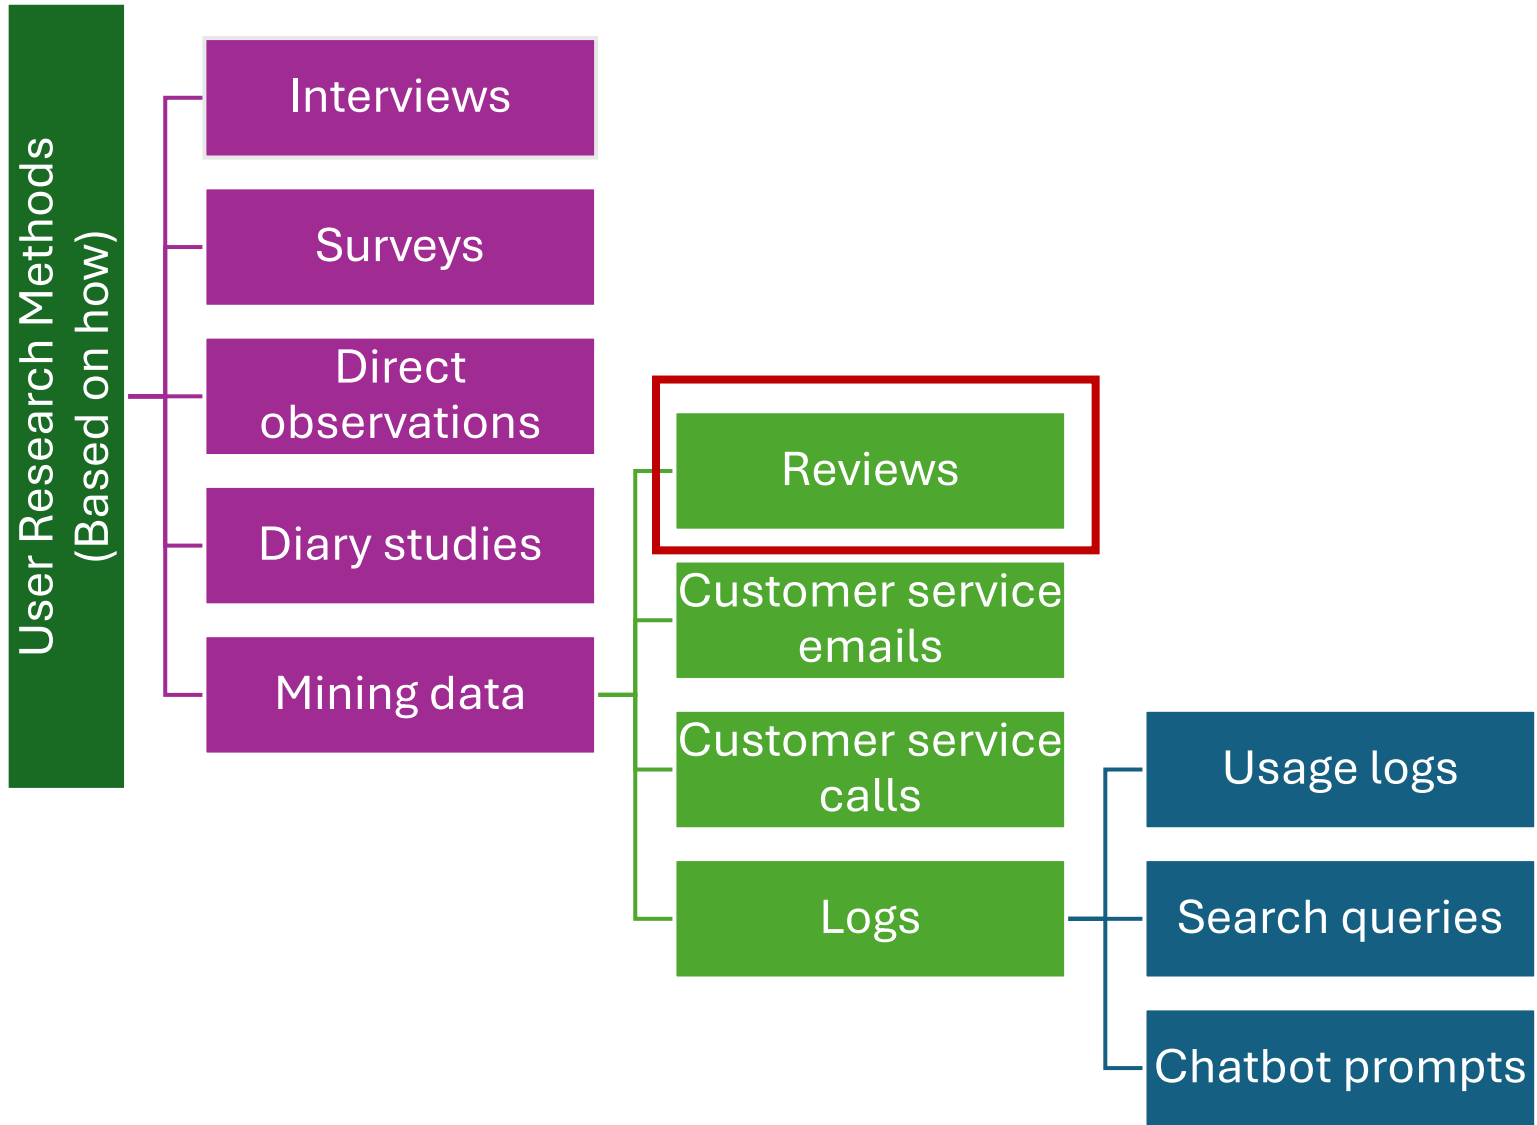 User Research Methods
(Based on how)
Interviews
Surveys
Direct
observations
Diary studies
Mining data
Reviews
Customer service
emails
Customer service
calls
Logs
Usage logs
Search queries
Chatbot prompts